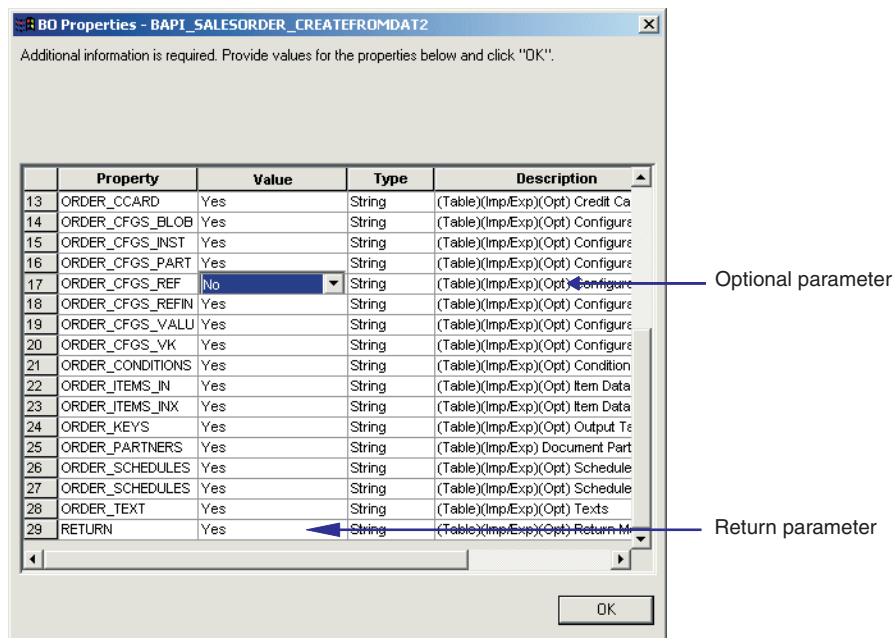 BO Properties - BAPI_SALESORDER_CREATEFROMDAT2
Additional information is required. Provide values for the properties below and click "OK".
Property Value Type Description
13 ORDER_CCARD Yes String (Table)(Imp/Exp)(Opt) Credit Ca
14 ORDER_CFGS_BLOB Yes String (Table)(Imp/Exp)(Opt) Configura
15 ORDER_CFGS_INST Yes String (Table)(Imp/Exp)(Opt) Configura
16 ORDER_CFGS_PART Yes String (Table)(Imp/Exp)(Opt) Configura
17 ORDER_CFGS_REF No String (Table)(Imp/Exp)(Opt) Configura
Optional parameter
18 ORDER_CFGS_REFIN Yes String (Table)(Imp/Exp)(Opt) Configura
19 ORDER_CFGS_VALU Yes String (Table)(Imp/Exp)(Opt) Configura
20 ORDER_CFGS_VK Yes String (Table)(Imp/Exp)(Opt) Configura
21 ORDER_CONDITIONS Yes String (Table)(Imp/Exp)(Opt) Condition
22 ORDER_ITEMS_IN Yes String (Table)(Imp/Exp)(Opt) Item Data
23 ORDER_ITEMS_INX Yes String (Table)(Imp/Exp)(Opt) Item Data
24 ORDER_KEYS Yes String (Table)(Imp/Exp)(Opt) Output Ta
25 ORDER_PARTNERS Yes String (Table)(Imp/Exp) Document Part
26 ORDER_SCHEDULES Yes String (Table)(Imp/Exp)(Opt) Schedule
27 ORDER_SCHEDULES Yes String (Table)(Imp/Exp)(Opt) Schedule
28 ORDER_TEXT Yes String (Table)(Imp/Exp)(Opt) Texts
29 RETURN Yes String (Table)(Imp/Exp)(Opt) Return M
Return parameter
OK